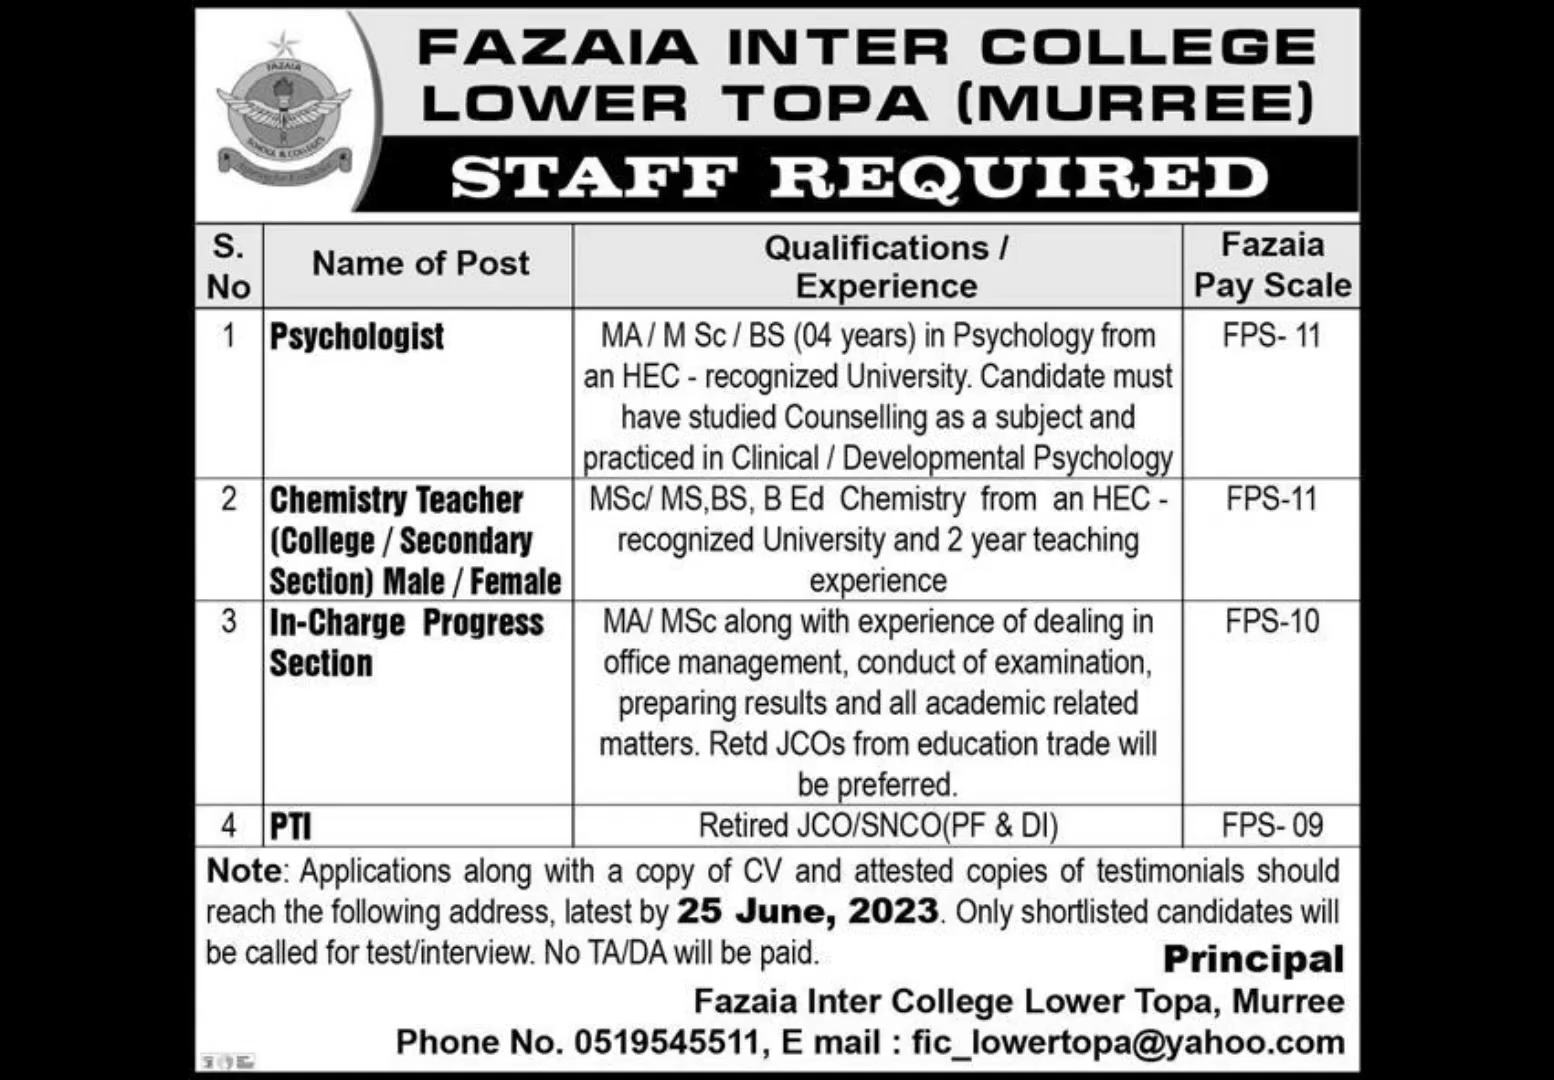 FAZAIA INTER COLLEGE
LOWER TOPA (MURREE)
FAZAIA
SCHOOL & COLLEGES
STAFF REQUIRED
S. No
Name of Post
Qualifications /
Experience
Fazaia
Pay Scale
1
Psychologist
MA / M Sc / BS (04 years) in Psychology from
an HEC - recognized University. Candidate must
have studied Counselling as a subject and
practiced in Clinical / Developmental Psychology
FPS- 11
2
Chemistry Teacher
(College / Secondary
Section) Male / Female
MSc/ MS,BS, B Ed Chemistry from an HEC -
recognized University and 2 year teaching
experience
FPS-11
3
In-Charge Progress
Section
MA/ MSc along with experience of dealing in
office management, conduct of examination,
preparing results and all academic related
matters. Retd JCOs from education trade will
be preferred.
FPS-10
4
PTI
Retired JCO/SNCO(PF & DI)
FPS- 09
Note: Applications along with a copy of CV and attested copies of testimonials should
reach the following address, latest by 25 June, 2023. Only shortlisted candidates will
be called for test/interview. No TA/DA will be paid.
Principal
Fazaia Inter College Lower Topa, Murree
Phone No. 0519545511, E mail : fic_lowertopa@yahoo.com